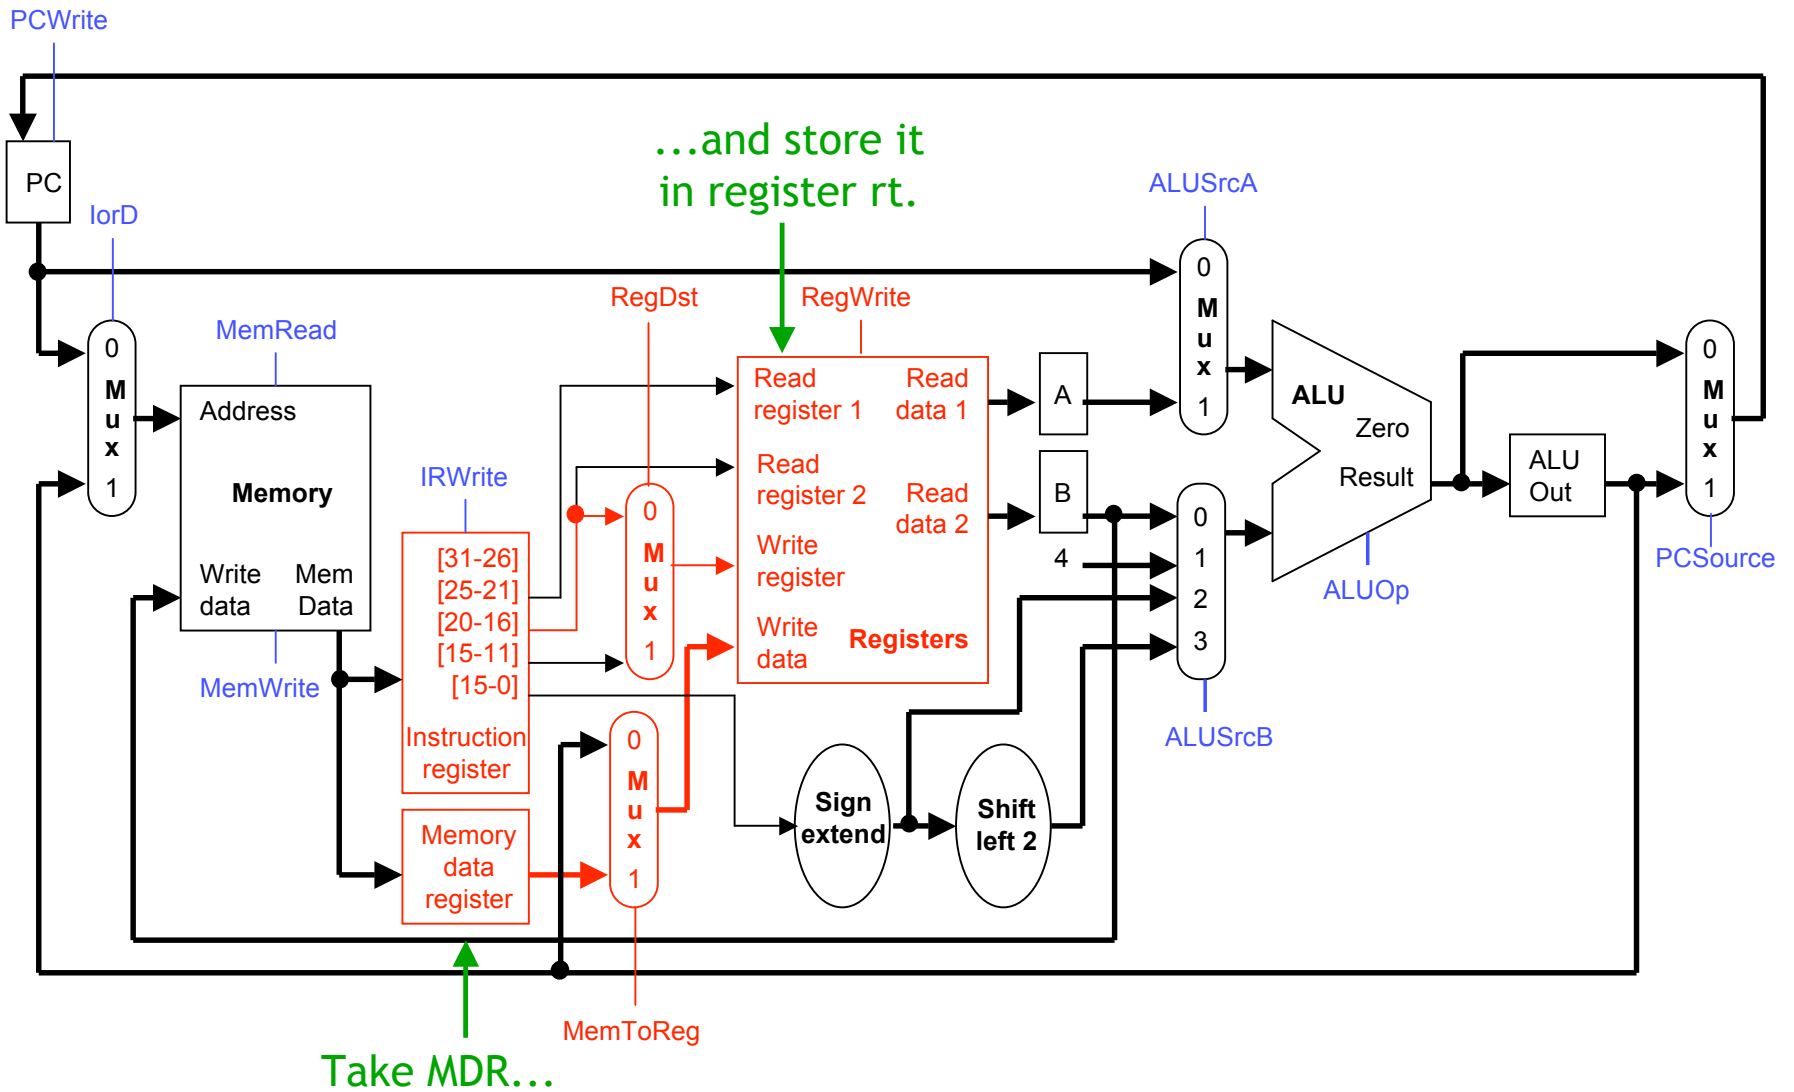 PCWrite
...and store it
in register rt.
PC
IorD
ALUSrcA
RegDst
RegWrite
MemRead
0
M
u
x
1
Address
Memory
Write
data
Mem
Data
MemWrite
IRWrite
[31-26]
[25-21]
[20-16]
[15-11]
[15-0]
Instruction
register
Memory
data
register
0
M
u
x
1
0
M
u
x
1
MemToReg
Read
register 1
Read
data 1
Read
register 2
Read
data 2
Write
register
Write
data
Registers
A
B
4
0
M
u
x
1
0
1
2
3
ALUSrcB
Sign
extend
Shift
left 2
ALU
Zero
Result
ALUOp
ALU
Out
0
M
u
x
1
PCSource
Take MDR...